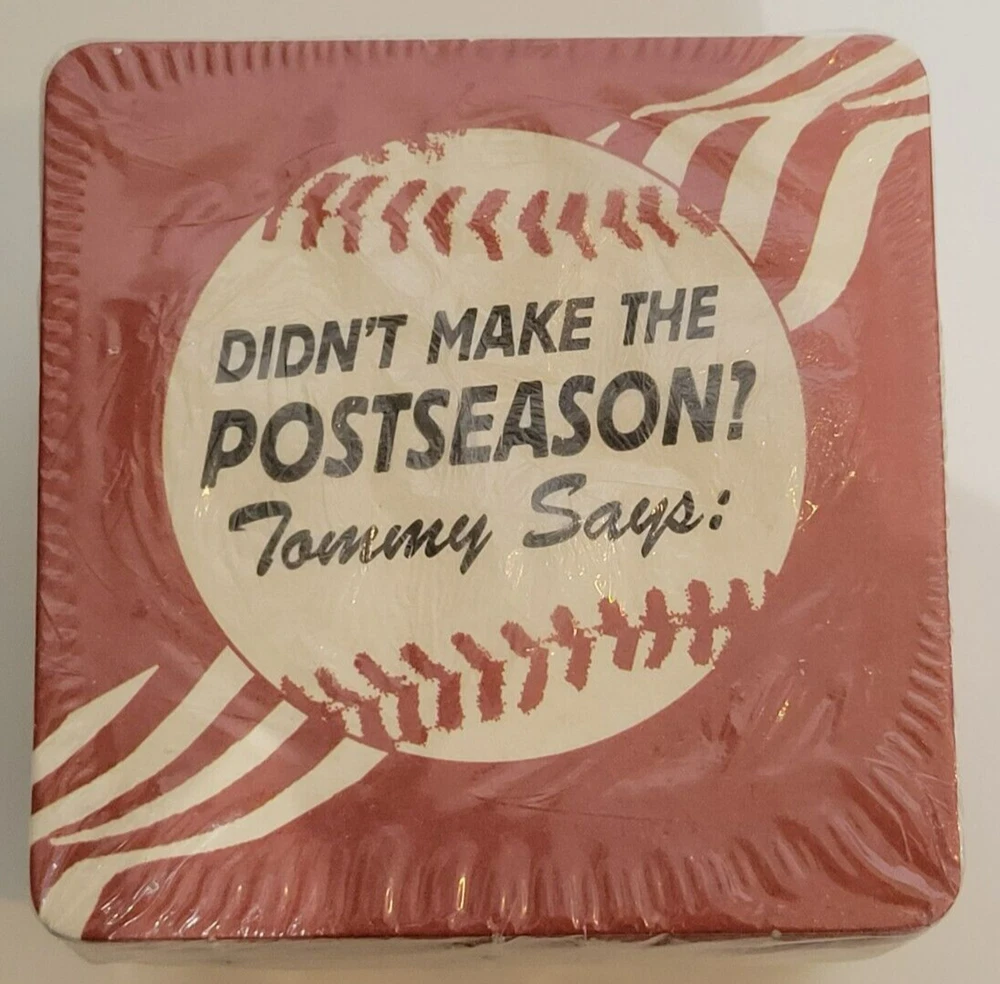 DIDN'T MAKE THE
POSTSEASON?
Tommy Says: